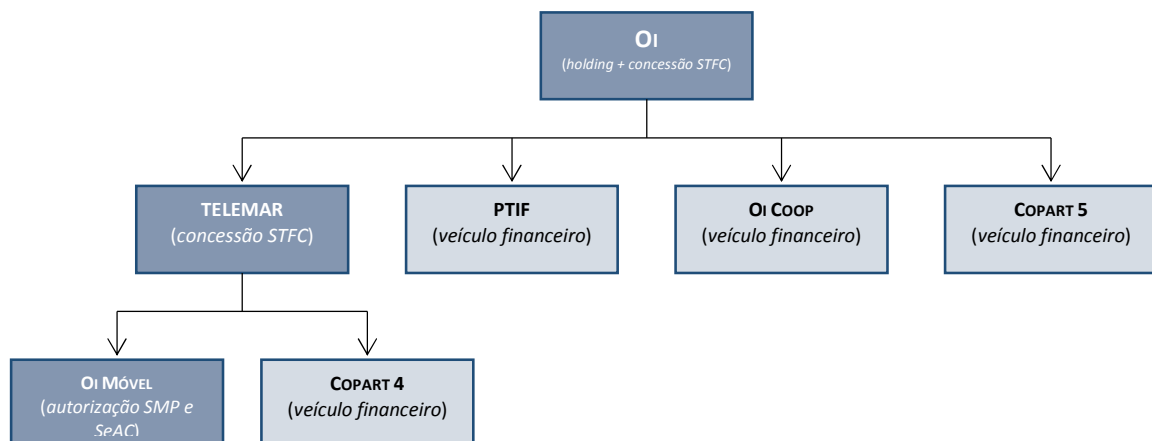 OI
(holding + concessão STFC)
TELEMAR
(concessão STFC)
PTIF
(veículo financeiro)
OI COOP
(veículo financeiro)
COPART 5
(veículo financeiro)
OI MÓVEL
(autorização SMP e
SeAC)
COPART 4
(veículo financeiro)